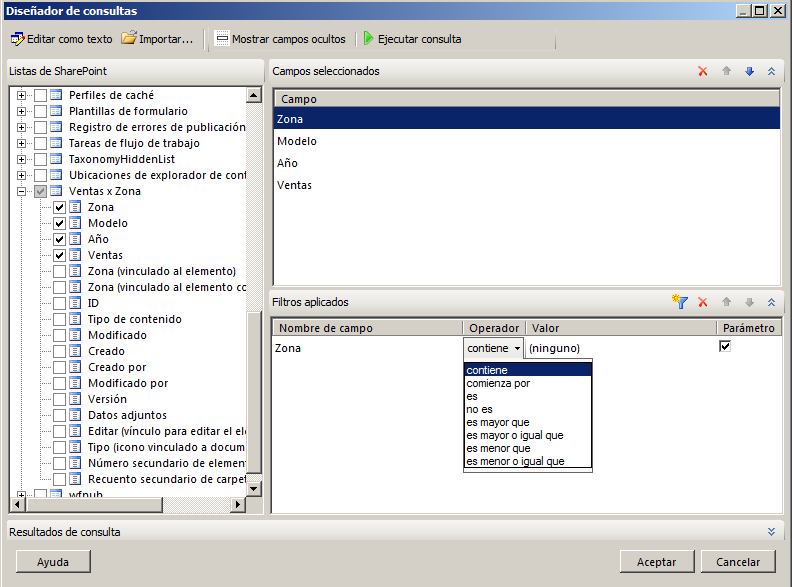 Diseñador de consultas
Editar como texto Importar... Mostrar campos ocultos Ejecutar consulta
Listas de SharePoint
Perfiles de caché
Plantillas de formulario
Registro de errores de publicación
Tareas de flujo de trabajo
TaxonomyHiddenList
Ubicaciones de explorador de cont
Ventas x Zona
Zona
Modelo
Año
Ventas
Zona (vinculado al elemento)
Zona (vinculado al elemento co
ID
Tipo de contenido
Modificado
Creado
Creado por
Modificado por
Versión
Datos adjuntos
Editar (vínculo para editar el ele
Tipo (icono vinculado a docum
Número secundario de elemen
Recuento secundario de carpet
wfpub
Campos seleccionados
Campo
Zona
Modelo
Año
Ventas
Filtros aplicados
Nombre de campo Operador Valor Parámetro
Zona contiene (ninguno)
contiene
comienza por
es
no es
es mayor que
es mayor o igual que
es menor que
es menor o igual que
Resultados de consulta
Ayuda Aceptar Cancelar